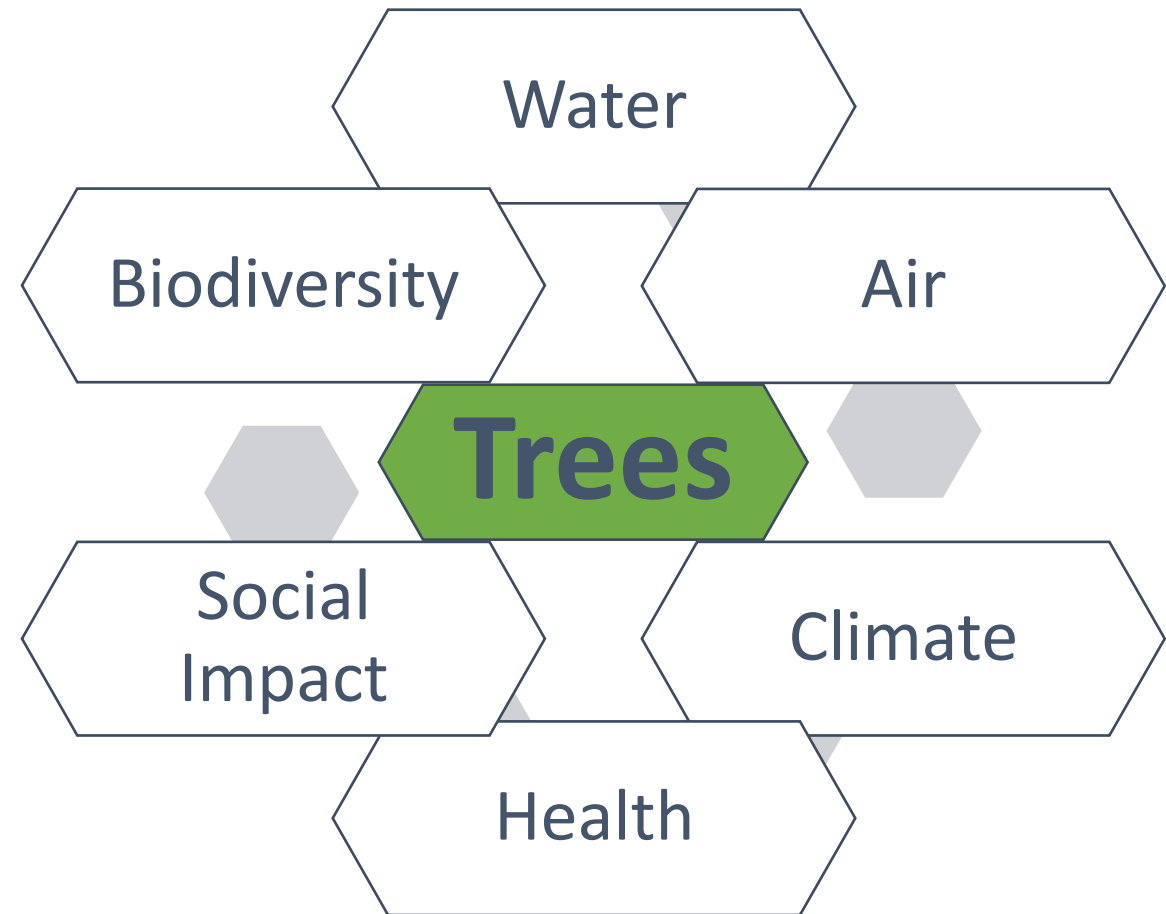 Water
Biodiversity
Air
Trees
Social
Impact
Climate
Health